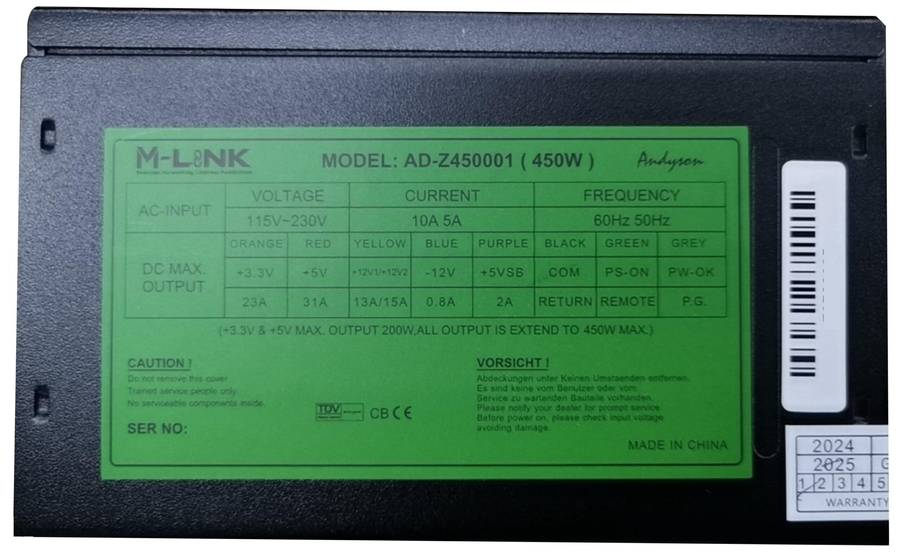 M-LINK
MODEL: AD-Z450001 ( 450W ) Andyson
AC-INPUT VOLTAGE CURRENT FREQUENCY
115V~230V 10A 5A 60Hz 50Hz
DC MAX. OUTPUT ORANGE RED YELLOW BLUE PURPLE BLACK GREEN GREY
+3.3V +5V +12V1/+12V2 -12V +5VSB COM PS-ON PW-OK
23A 31A 13A/15A 0.8A 2A RETURN REMOTE P.G.
(+3.3V & +5V MAX. OUTPUT 200W,ALL OUTPUT IS EXTEND TO 450W MAX.)
CAUTION !
Do not remove this cover.
Trained service people only.
No serviceable components inside.
SER NO:
TÜV
CB CE
VORSICHT !
Abdeckungen unter Keinen Umstaenden entfernen.
Es sind keine vom Benutzer oder vom
Service zu wartenden Bauteile vorhanden.
Please notify your dealer for prompt service.
Before power on, please check input voltage
avoiding damage.
MADE IN CHINA
2024
2025 G
1 2 3 4 5
WARRANTY